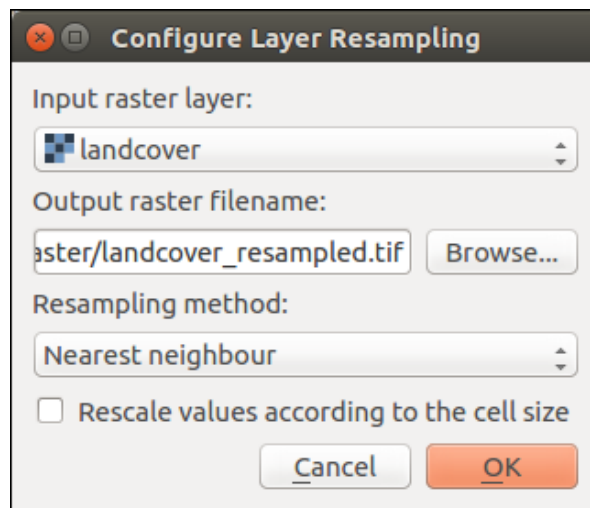 Configure Layer Resampling
Input raster layer:
landcover
Output raster filename:
aster/landcover_resampled.tif Browse...
Resampling method:
Nearest neighbour
Rescale values according to the cell size
Cancel OK